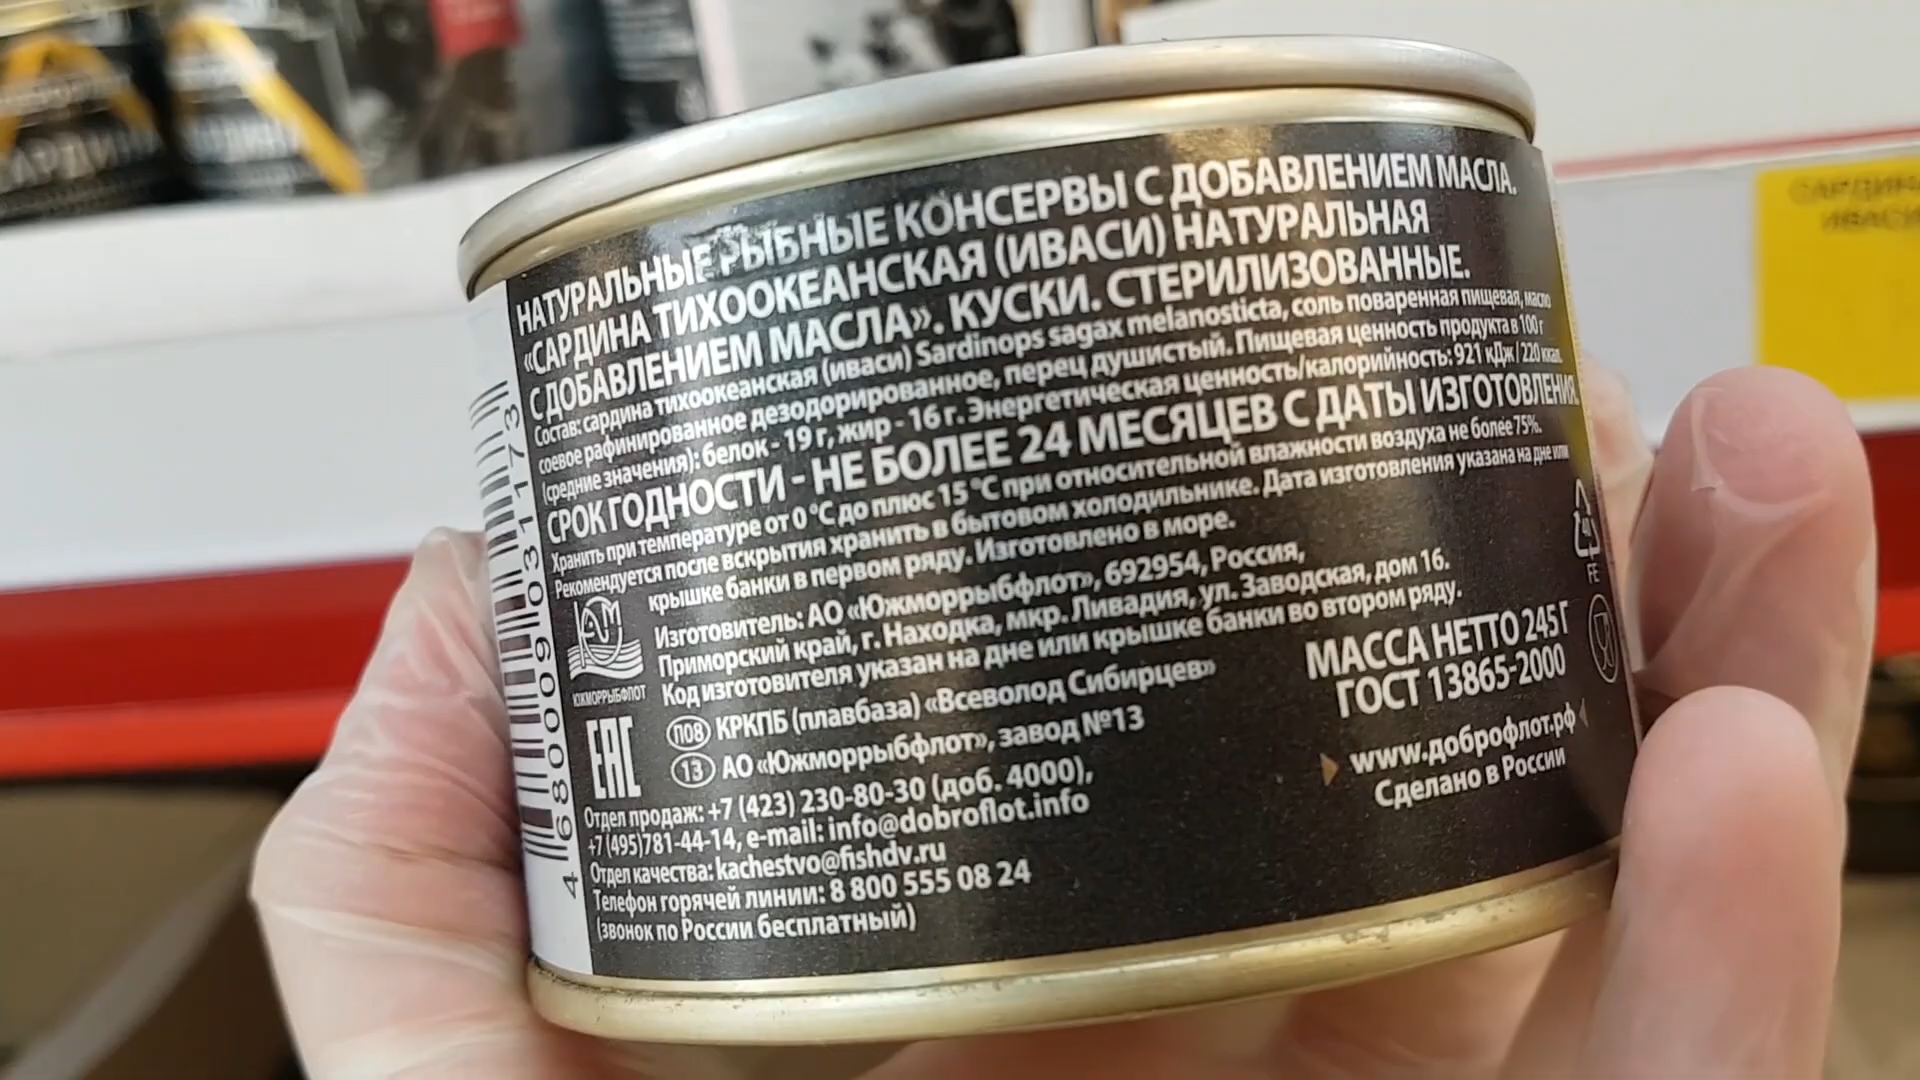 НАТУРАЛЬНЫЕ РЫБНЫЕ КОНСЕРВЫ С ДОБАВЛЕНИЕМ МАСЛА.
«САРДИНА ТИХООКЕАНСКАЯ (ИВАСИ) НАТУРАЛЬНАЯ
С ДОБАВЛЕНИЕМ МАСЛА». КУСКИ. СТЕРИЛИЗОВАННЫЕ.
Состав: сардина тихоокеанская (иваси) Sardinops sagax melanosticta, соль поваренная пищевая, масло
соевое рафинированное дезодорированное, перец душистый. Пищевая ценность продукта в 100 г
(средние значения): белок - 19 г, жир - 16 г. Энергетическая ценность/калорийность: 921 кДж / 220 ккал.
СРОК ГОДНОСТИ - НЕ БОЛЕЕ 24 МЕСЯЦЕВ С ДАТЫ ИЗГОТОВЛЕНИЯ.
Хранить при температуре от 0 °С до плюс 15 °С при относительной влажности воздуха не более 75%.
Рекомендуется после вскрытия хранить в бытовом холодильнике. Дата изготовления указана на дне или
крышке банки в первом ряду. Изготовлено в море.
Изготовитель: АО «Южморрыбфлот», 692954, Россия,
Приморский край, г. Находка, мкр. Ливадия, ул. Заводская, дом 16.
Код изготовителя указан на дне или крышке банки во втором ряду.
ЮЖМОРРЫБФЛОТ
П08 КРКПБ (плавбаза) «Всеволод Сибирцев»
13 АО «Южморрыбфлот», завод №13
EAC
Отдел продаж: +7 (423) 230-80-30 (доб. 4000),
+7 (495)781-44-14, e-mail: info@dobroflot.info
Отдел качества: kachestvo@fishdv.ru
Телефон горячей линии: 8 800 555 08 24
(звонок по России бесплатный)
МАССА НЕТТО 245 Г
ГОСТ 13865-2000
www.доброфлот.рф
Сделано в России
40
FE
4 680009 031173
САРДИНА
ИВАСИ